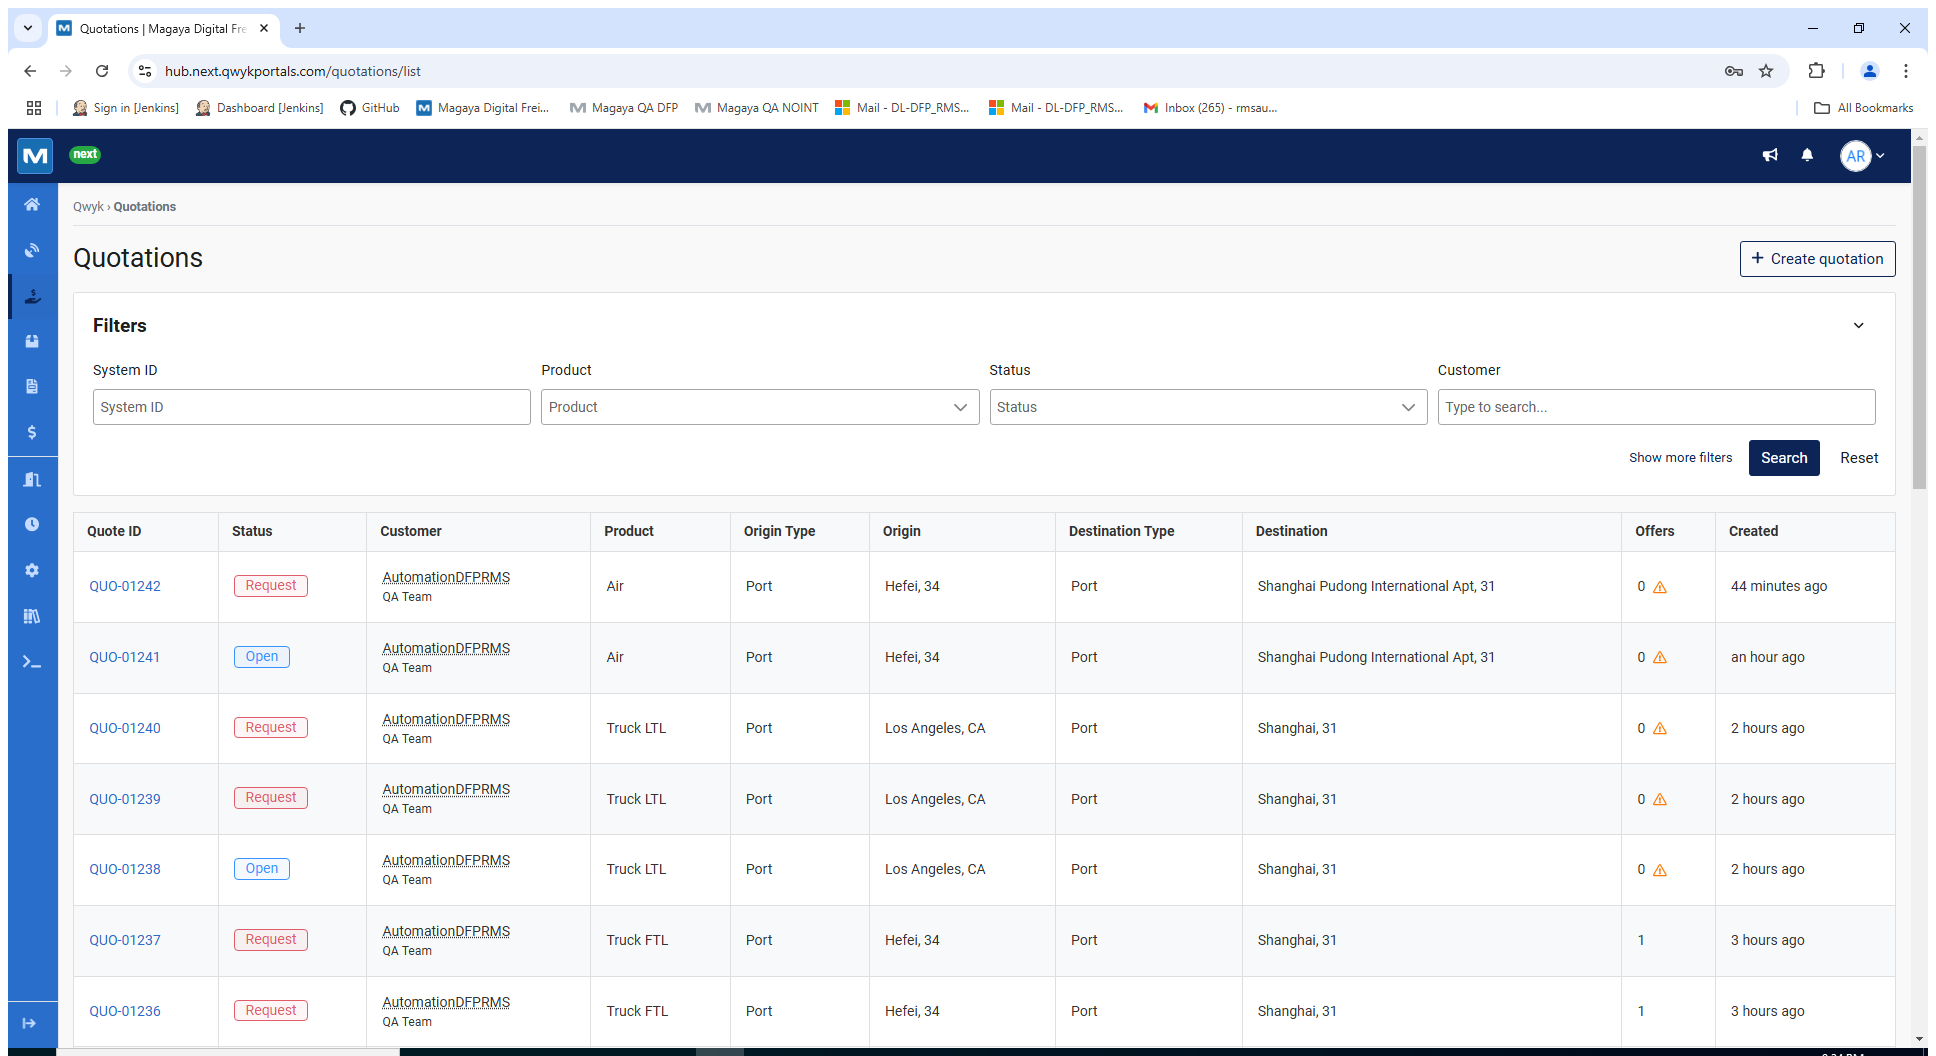 Quotations | Magaya Digital Fre
hub.next.qwykportals.com/quotations/list
Sign in [Jenkins]
Dashboard [Jenkins]
GitHub
Magaya Digital Frei...
Magaya QA DFP
Magaya QA NOINT
Mail - DL-DFP_RMS...
Mail - DL-DFP_RMS...
Inbox (265) - rmsau...
All Bookmarks
next
AR
Qwyk › Quotations
Quotations
+ Create quotation
Filters
System ID
Product
Status
Customer
System ID
Product
Status
Type to search...
Show more filters
Search
Reset
Quote ID Status Customer Product Origin Type Origin Destination Type Destination Offers Created
QUO-01242 Request AutomationDFPRMS Air Port Hefei, 34 Port Shanghai Pudong International Apt, 31 0 44 minutes ago
QA Team
QUO-01241 Open AutomationDFPRMS Air Port Hefei, 34 Port Shanghai Pudong International Apt, 31 0 an hour ago
QA Team
QUO-01240 Request AutomationDFPRMS Truck LTL Port Los Angeles, CA Port Shanghai, 31 0 2 hours ago
QA Team
QUO-01239 Request AutomationDFPRMS Truck LTL Port Los Angeles, CA Port Shanghai, 31 0 2 hours ago
QA Team
QUO-01238 Open AutomationDFPRMS Truck LTL Port Los Angeles, CA Port Shanghai, 31 0 2 hours ago
QA Team
QUO-01237 Request AutomationDFPRMS Truck FTL Port Hefei, 34 Port Shanghai, 31 1 3 hours ago
QA Team
QUO-01236 Request AutomationDFPRMS Truck FTL Port Hefei, 34 Port Shanghai, 31 1 3 hours ago
QA Team